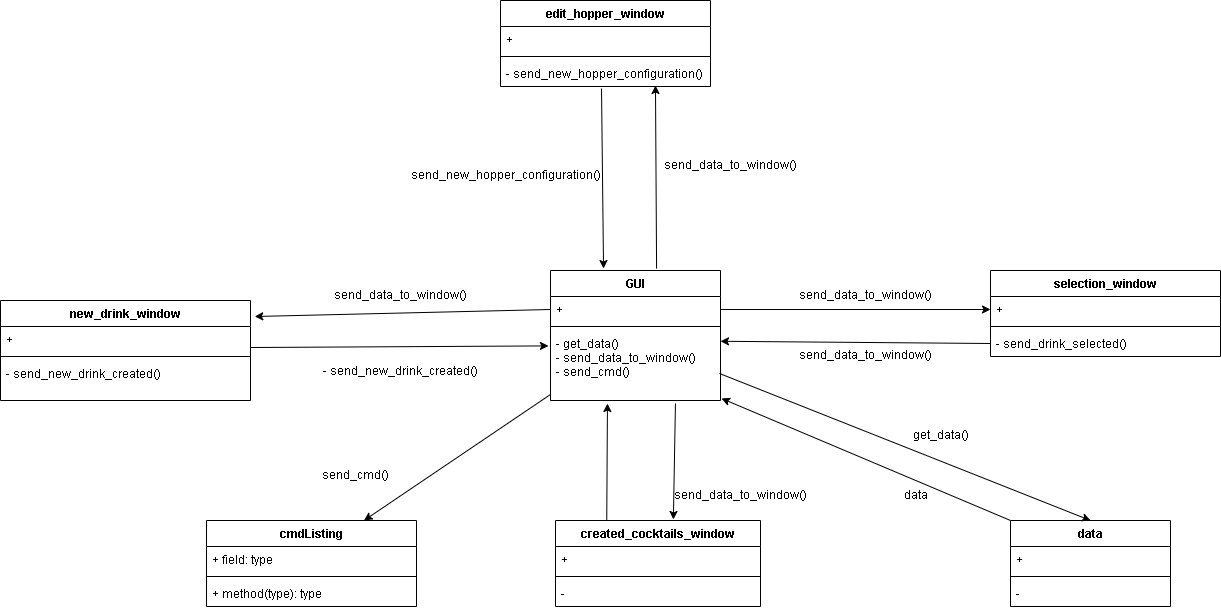 edit_hopper_window
+
- send_new_hopper_configuration()
send_new_hopper_configuration()
send_data_to_window()
GUI
+
- get_data()
- send_data_to_window()
- send_cmd()
send_data_to_window()
new_drink_window
+
- send_new_drink_created()
- send_new_drink_created()
send_data_to_window()
selection_window
+
- send_drink_selected()
send_data_to_window()
get_data()
data
send_cmd()
send_data_to_window()
cmdListing
+ field: type
+ method(type): type
created_cocktails_window
+
-
data
+
-